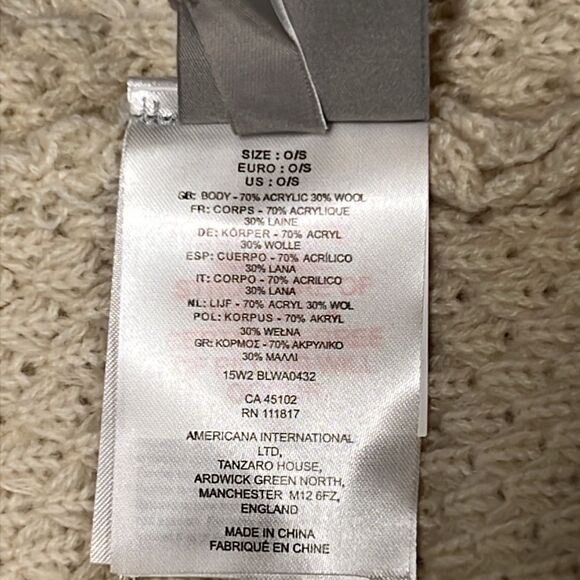 SIZE : O/S
EURO : O/S
US : O/S
GB: BODY - 70% ACRYLIC 30% WOOL
FR: CORPS - 70% ACRYLIQUE
30% LAINE
DE: KÖRPER - 70% ACRYL
30% WOLLE
ESP: CUERPO - 70% ACRÍLICO
30% LANA
IT: CORPO - 70% ACRILICO
30% LANA
NL: LIJF - 70% ACRYL 30% WOL
POL: KORPUS - 70% AKRYL
30% WEŁNA
GR: ΚΟΡΜΟΣ - 70% ΑΚΡΥΛΙΚΟ
30% ΜΑΛΛΙ
15W2 BLWA0432
CA 45102
RN 111817
AMERICANA INTERNATIONAL
LTD,
TANZARO HOUSE,
ARDWICK GREEN NORTH,
MANCHESTER M12 6FZ,
ENGLAND
MADE IN CHINA
FABRIQUÉ EN CHINE